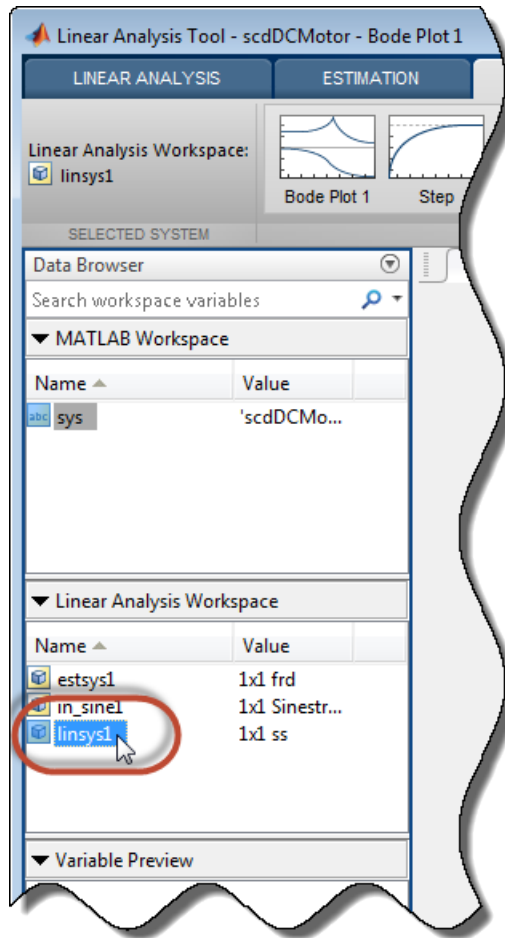 Linear Analysis Tool - scdDCMotor - Bode Plot 1
LINEAR ANALYSIS ESTIMATION
Linear Analysis Workspace:
linsys1
Bode Plot 1 Step
SELECTED SYSTEM
Data Browser
Search workspace variables
MATLAB Workspace
Name Value
abc sys 'scdDCMo...
Linear Analysis Workspace
Name Value
estsys1 1x1 frd
in_sine1 1x1 Sinestr...
linsys1 1x1 ss
Variable Preview